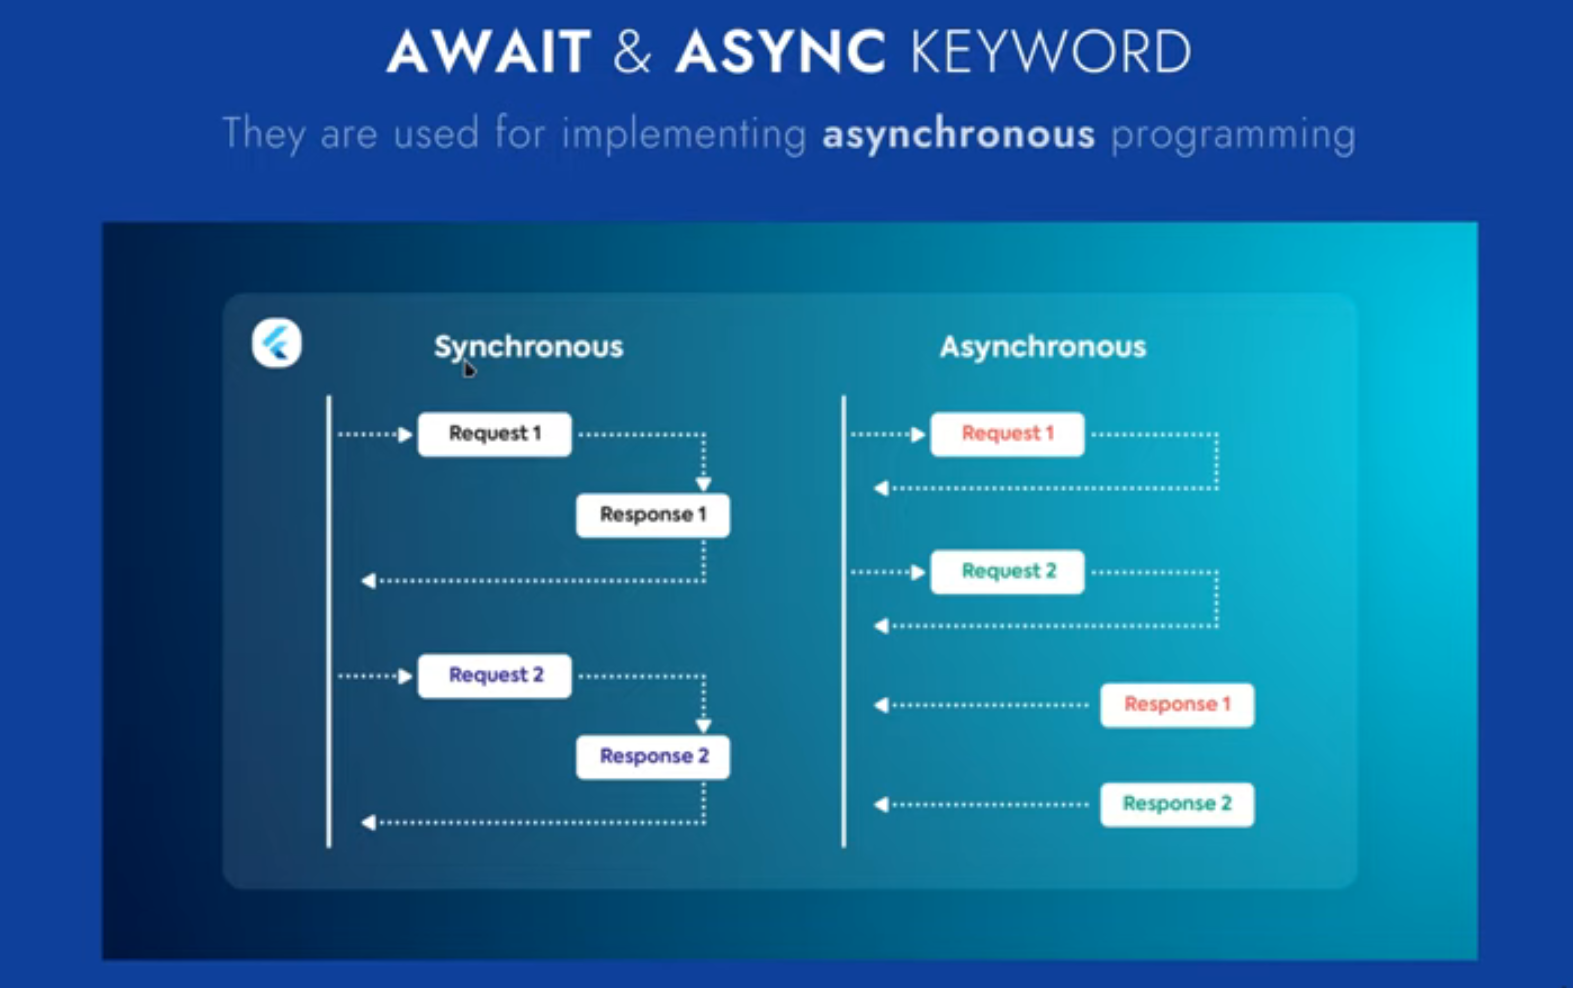 AWAIT & ASYNC KEYWORD
They are used for implementing asynchronous programming
Synchronous
Request 1
Response 1
Request 2
Response 2
Asynchronous
Request 1
Request 2
Response 1
Response 2